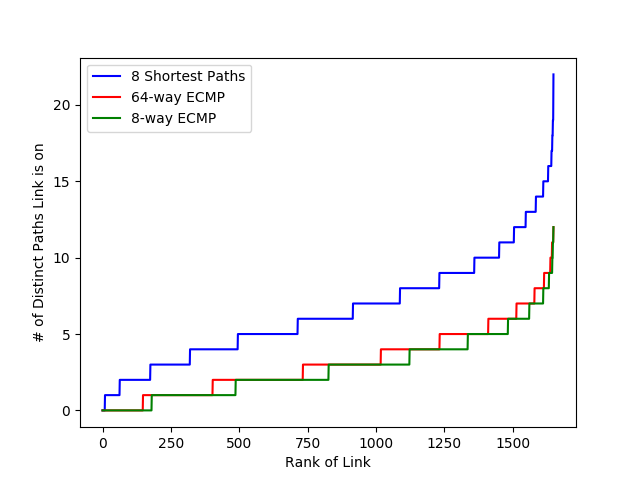 8 Shortest Paths
64-way ECMP
8-way ECMP
# of Distinct Paths Link is on
20
15
10
5
0
0 250 500 750 1000 1250 1500
Rank of Link